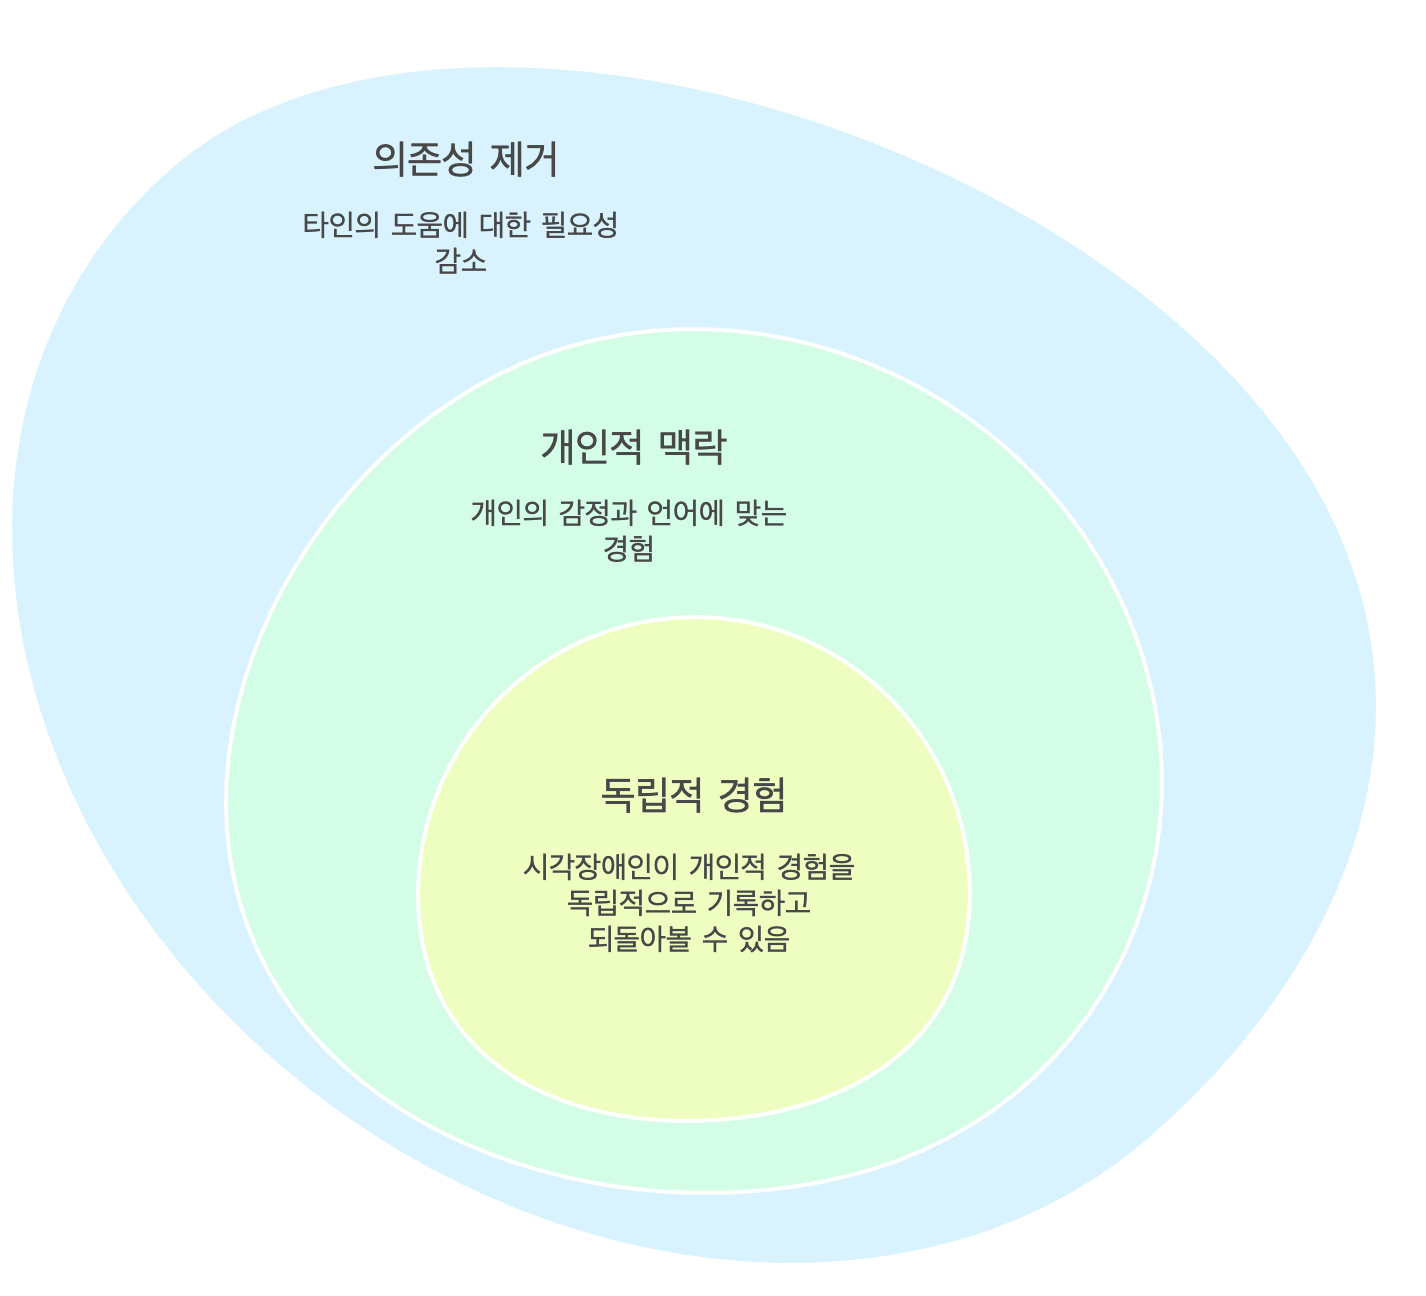 의존성 제거
타인의 도움에 대한 필요성
감소
개인적 맥락
개인의 감정과 언어에 맞는
경험
독립적 경험
시각장애인이 개인적 경험을
독립적으로 기록하고
되돌아볼 수 있음